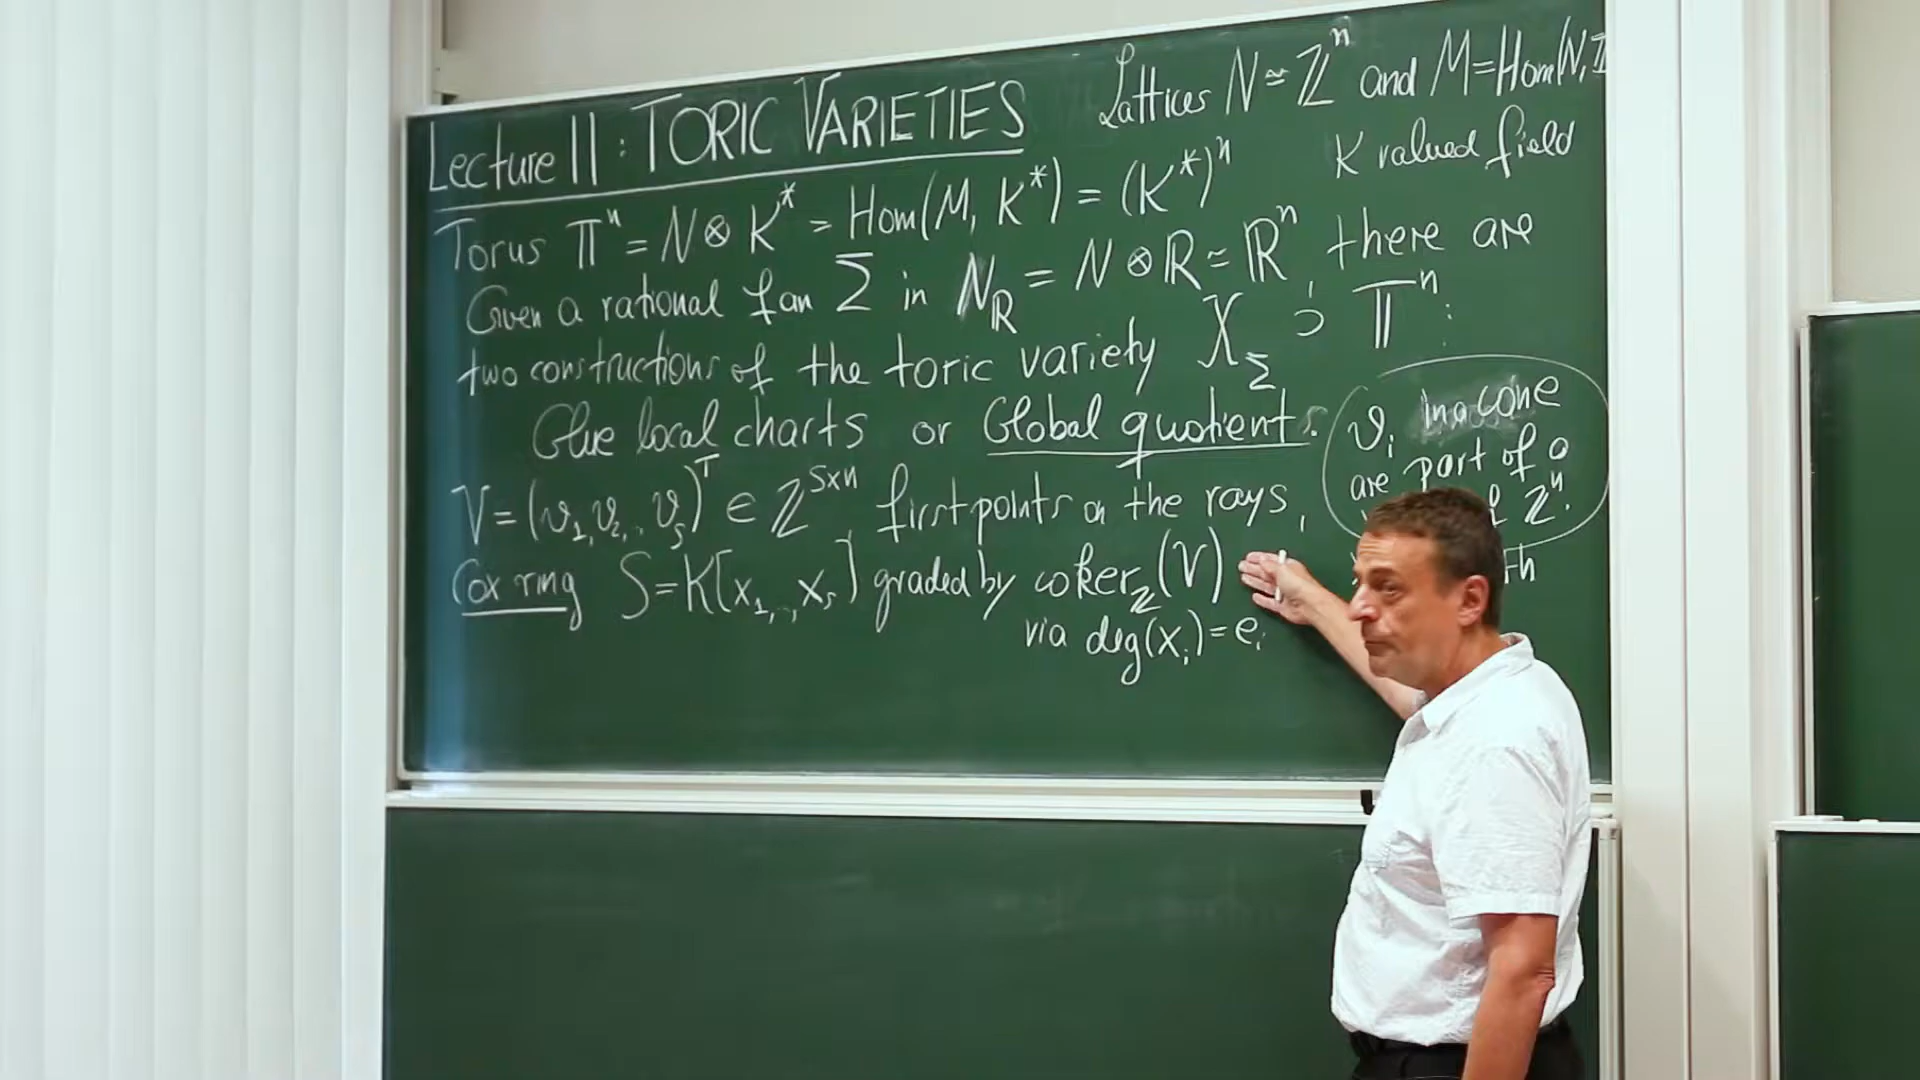 Lecture 11: TORIC VARIETIES
Lattices N ≃ ℤⁿ and M = Hom(N, ℤ
K valued field
Torus 𝕋ⁿ = N ⊗ K* = Hom(M, K*) = (K*)ⁿ
Given a rational fan Σ in N_ℝ = N ⊗ ℝ ≃ ℝⁿ, there are
two constructions of the toric variety X_Σ ⊃ 𝕋ⁿ:
Glue local charts or Global quotient.
V = (v₁, v₂, .., v_s)ᵀ ∈ ℤ^{s×n} first points on the rays,
Cox ring S = K[x₁, .., x_s] graded by coker_ℤ(V)
via deg(x_i) = e_i
v_i in a cone
are part of a
ℤⁿ.